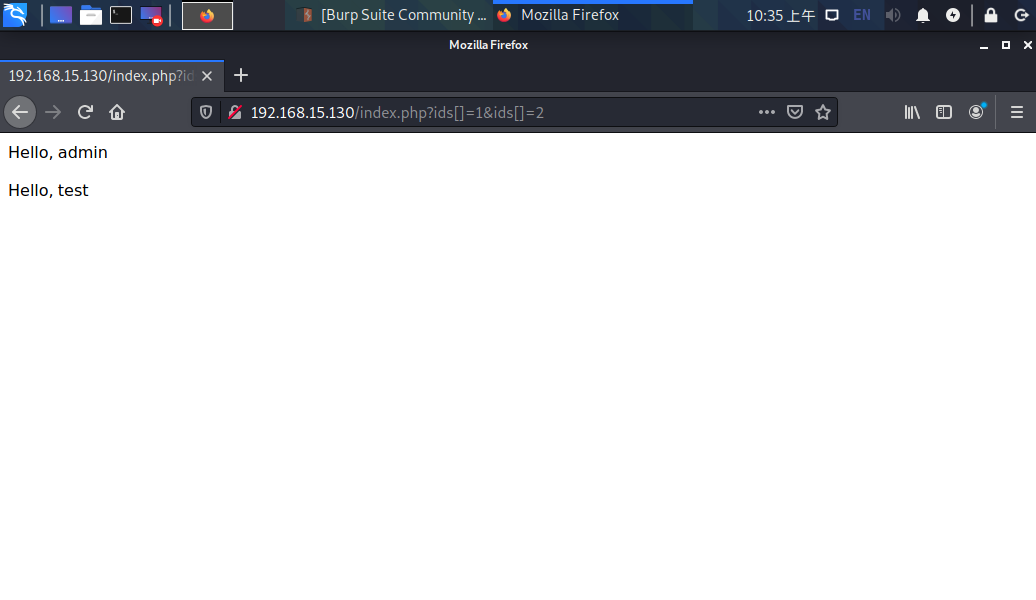 [Burp Suite Community ... Mozilla Firefox 10:35 上午 EN
Mozilla Firefox
192.168.15.130/index.php?id
192.168.15.130/index.php?ids[]=1&ids[]=2
Hello, admin
Hello, test